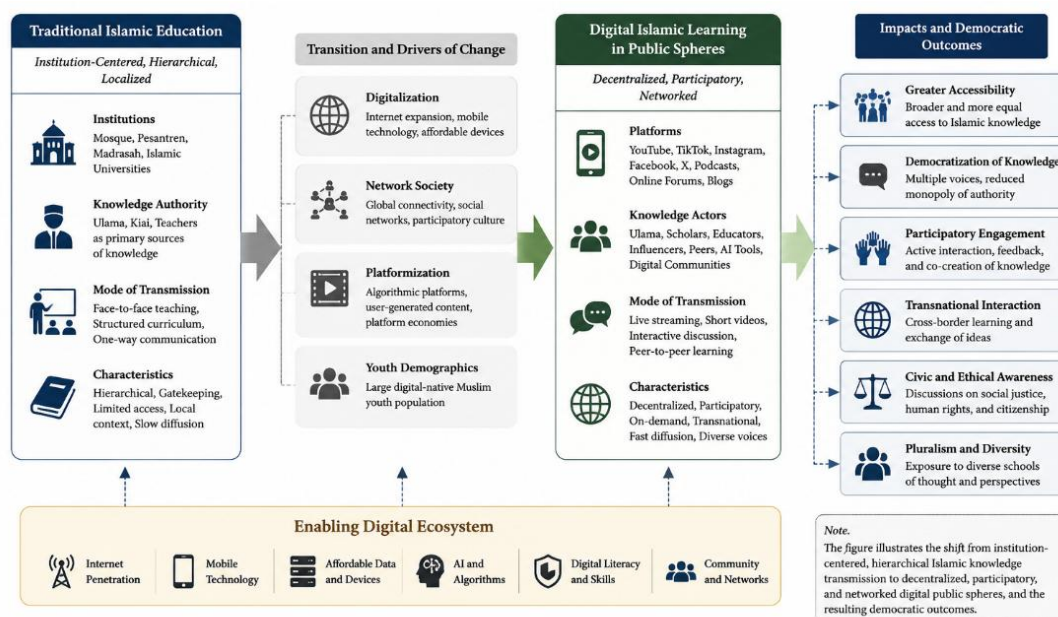 Traditional Islamic Education
Institution-Centered, Hierarchical,
Localized
Institutions
Mosque, Pesantren,
Madrasah, Islamic
Universities
Knowledge Authority
Ulama, Kiai, Teachers
as primary sources
of knowledge
Mode of Transmission
Face-to-face teaching,
Structured curriculum,
One-way communication
Characteristics
Hierarchical, Gatekeeping,
Limited access, Local
context, Slow diffusion
Transition and Drivers of Change
Digitalization
Internet expansion, mobile
technology, affordable devices
Network Society
Global connectivity, social
networks, participatory culture
Platformization
Algorithmic platforms,
user-generated content,
platform economies
Youth Demographics
Large digital-native Muslim
youth population
Digital Islamic Learning
in Public Spheres
Decentralized, Participatory,
Networked
Platforms
YouTube, TikTok, Instagram,
Facebook, X, Podcasts,
Online Forums, Blogs
Knowledge Actors
Ulama, Scholars, Educators,
Influencers, Peers, AI Tools,
Digital Communities
Mode of Transmission
Live streaming, Short videos,
Interactive discussion,
Peer-to-peer learning
Characteristics
Decentralized, Participatory,
On-demand, Transnational,
Fast diffusion, Diverse voices
Impacts and Democratic
Outcomes
Greater Accessibility
Broader and more equal
access to Islamic knowledge
Democratization of Knowledge
Multiple voices, reduced
monopoly of authority
Participatory Engagement
Active interaction, feedback,
and co-creation of knowledge
Transnational Interaction
Cross-border learning and
exchange of ideas
Civic and Ethical Awareness
Discussions on social justice,
human rights, and citizenship
Pluralism and Diversity
Exposure to diverse schools
of thought and perspectives
Enabling Digital Ecosystem
Internet
Penetration
Mobile
Technology
Affordable Data
and Devices
AI and
Algorithms
Digital Literacy
and Skills
Community
and Networks
Note.
The figure illustrates the shift from institution-
centered, hierarchical Islamic knowledge
transmission to decentralized, participatory,
and networked digital public spheres, and the
resulting democratic outcomes.